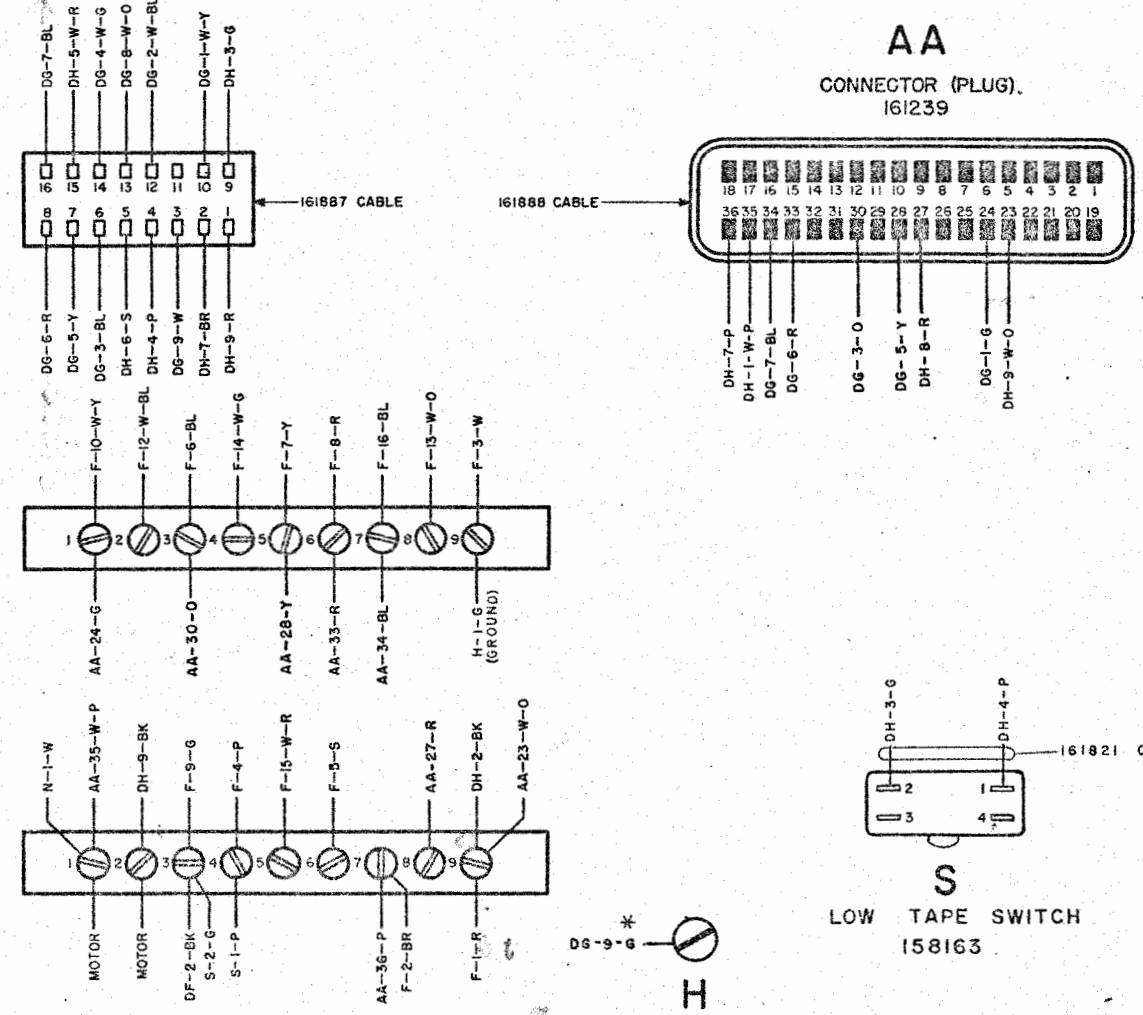 DG-7-BL
DH-5-W-R
DG-4-W-G
DG-8-W-O
DG-2-W-BL
DG-1-W-Y
DH-3-G
16 15 14 13 12 11 10 9
8 7 6 5 4 3 2 1
161887 CABLE
DG-6-R
DG-5-Y
DG-3-BL
DH-6-S
DH-4-P
DG-9-W
DH-7-BR
DH-9-R
AA
CONNECTOR (PLUG).
161239
18 17 16 15 14 13 12 11 10 9 8 7 6 5 4 3 2 1
36 35 34 33 32 31 30 29 28 27 26 25 24 23 22 21 20 19
161888 CABLE
DH-7-P
DH-1-W-P
DG-7-BL
DG-6-R
DG-3-O
DG-5-Y
DH-8-R
DG-1-G
DH-9-W-O
F-10-W-Y
F-12-W-BL
F-6-BL
F-14-W-G
F-7-Y
F-8-R
F-16-BL
F-13-W-O
F-3-W
1 2 3 4 5 6 7 8 9
AA-24-G
AA-30-O
AA-28-Y
AA-33-R
AA-34-BL
H-1-G
(GROUND)
N-1-W
AA-35-W-P
DH-9-BK
F-9-G
F-4-P
F-15-W-R
F-5-S
AA-27-R
DH-2-BK
AA-23-W-O
1 2 3 4 5 6 7 8 9
MOTOR
MOTOR
DF-2-BK
S-2-G
S-1-P
AA-36-P
F-2-BR
F-1-R
*
DG-9-G
H
DH-3-G
DH-4-P
161821
2 1
3 4
S
LOW TAPE SWITCH
158163